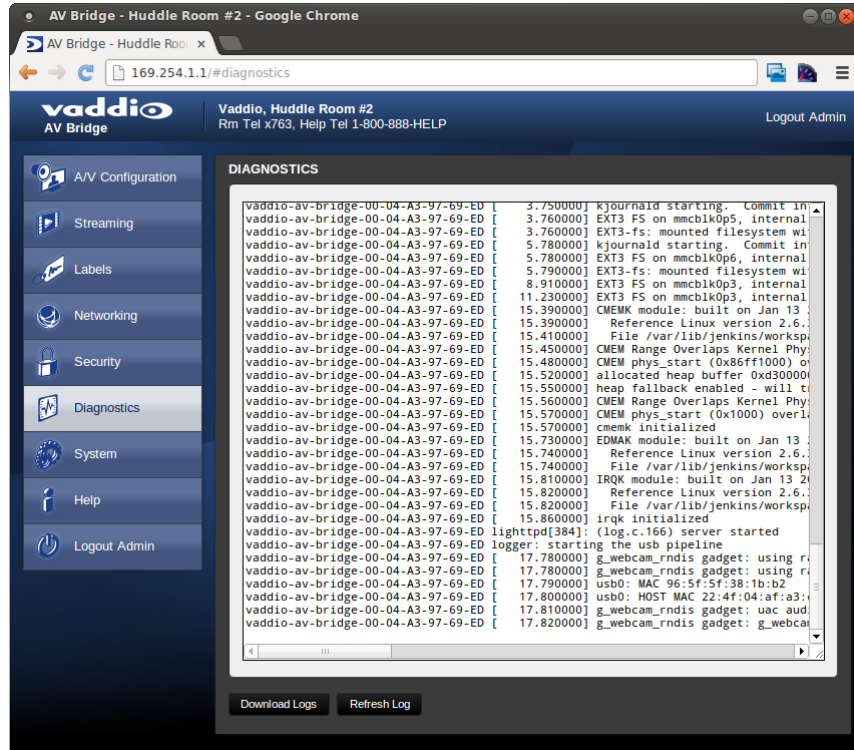 AV Bridge - Huddle Room #2 - Google Chrome
AV Bridge - Huddle Roo
169.254.1.1/#diagnostics
vaddio
AV Bridge
Vaddio, Huddle Room #2
Rm Tel x763, Help Tel 1-800-888-HELP
Logout Admin
A/V Configuration
Streaming
Labels
Networking
Security
Diagnostics
System
Help
Logout Admin
DIAGNOSTICS
vaddio-av-bridge-00-04-A3-97-69-ED [ 3.750000] kjournald starting. Commit in
vaddio-av-bridge-00-04-A3-97-69-ED [ 3.760000] EXT3 FS on mmcblk0p5, internal
vaddio-av-bridge-00-04-A3-97-69-ED [ 3.760000] EXT3-fs: mounted filesystem wi
vaddio-av-bridge-00-04-A3-97-69-ED [ 5.780000] kjournald starting. Commit in
vaddio-av-bridge-00-04-A3-97-69-ED [ 5.780000] EXT3 FS on mmcblk0p6, internal
vaddio-av-bridge-00-04-A3-97-69-ED [ 5.790000] EXT3-fs: mounted filesystem wi
vaddio-av-bridge-00-04-A3-97-69-ED [ 8.910000] EXT3 FS on mmcblk0p3, internal
vaddio-av-bridge-00-04-A3-97-69-ED [ 11.230000] EXT3 FS on mmcblk0p3, internal
vaddio-av-bridge-00-04-A3-97-69-ED [ 15.390000] CMEMK module: built on Jan 13
vaddio-av-bridge-00-04-A3-97-69-ED [ 15.390000] Reference Linux version 2.6.
vaddio-av-bridge-00-04-A3-97-69-ED [ 15.410000] File /var/lib/jenkins/workspa
vaddio-av-bridge-00-04-A3-97-69-ED [ 15.450000] CMEM Range Overlaps Kernel Phy
vaddio-av-bridge-00-04-A3-97-69-ED [ 15.480000] CMEM phys_start (0x86ff1000) ov
vaddio-av-bridge-00-04-A3-97-69-ED [ 15.520000] allocated heap buffer 0xd300000
vaddio-av-bridge-00-04-A3-97-69-ED [ 15.550000] heap fallback enabled - will t
vaddio-av-bridge-00-04-A3-97-69-ED [ 15.560000] CMEM Range Overlaps Kernel Phy
vaddio-av-bridge-00-04-A3-97-69-ED [ 15.570000] CMEM phys_start (0x1000) overl
vaddio-av-bridge-00-04-A3-97-69-ED [ 15.570000] cmemk initialized
vaddio-av-bridge-00-04-A3-97-69-ED [ 15.730000] EDMAK module: built on Jan 13
vaddio-av-bridge-00-04-A3-97-69-ED [ 15.740000] Reference Linux version 2.6.
vaddio-av-bridge-00-04-A3-97-69-ED [ 15.740000] File /var/lib/jenkins/workspa
vaddio-av-bridge-00-04-A3-97-69-ED [ 15.810000] IRQK module: built on Jan 13 20
vaddio-av-bridge-00-04-A3-97-69-ED [ 15.820000] Reference Linux version 2.6.
vaddio-av-bridge-00-04-A3-97-69-ED [ 15.820000] File /var/lib/jenkins/workspa
vaddio-av-bridge-00-04-A3-97-69-ED [ 15.860000] irqk initialized
vaddio-av-bridge-00-04-A3-97-69-ED lighttpd[384]: (log.c.166) server started
vaddio-av-bridge-00-04-A3-97-69-ED logger: starting the usb pipeline
vaddio-av-bridge-00-04-A3-97-69-ED [ 17.780000] g_webcam_rndis gadget: using ra
vaddio-av-bridge-00-04-A3-97-69-ED [ 17.780000] g_webcam_rndis gadget: using ra
vaddio-av-bridge-00-04-A3-97-69-ED [ 17.790000] usb0: MAC 96:5f:5f:38:1b:b2
vaddio-av-bridge-00-04-A3-97-69-ED [ 17.800000] usb0: HOST MAC 22:4f:04:af:a3:
vaddio-av-bridge-00-04-A3-97-69-ED [ 17.810000] g_webcam_rndis gadget: uac aud
vaddio-av-bridge-00-04-A3-97-69-ED [ 17.820000] g_webcam_rndis gadget: g_webcam
Download Logs
Refresh Log